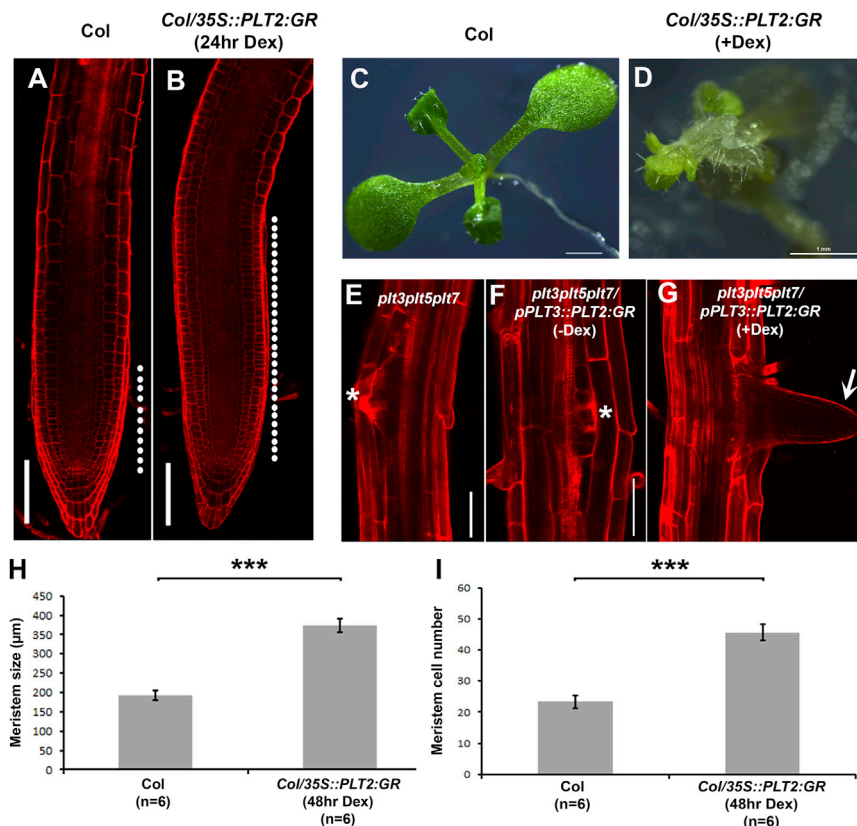 Col
Col/35S::PLT2:GR
(24hr Dex)
Col
Col/35S::PLT2:GR
(+Dex)
A
B
C
D
1 mm
E
plt3plt5plt7
*
F
plt3plt5plt7/
pPLT3::PLT2:GR
(-Dex)
*
G
plt3plt5plt7/
pPLT3::PLT2:GR
(+Dex)
H
***
Meristem size (μm)
450
400
350
300
250
200
150
100
50
0
Col
(n=6)
Col/35S::PLT2:GR
(48hr Dex)
(n=6)
I
***
Meristem cell number
60
50
40
30
20
10
0
Col
(n=6)
Col/35S::PLT2:GR
(48hr Dex)
(n=6)